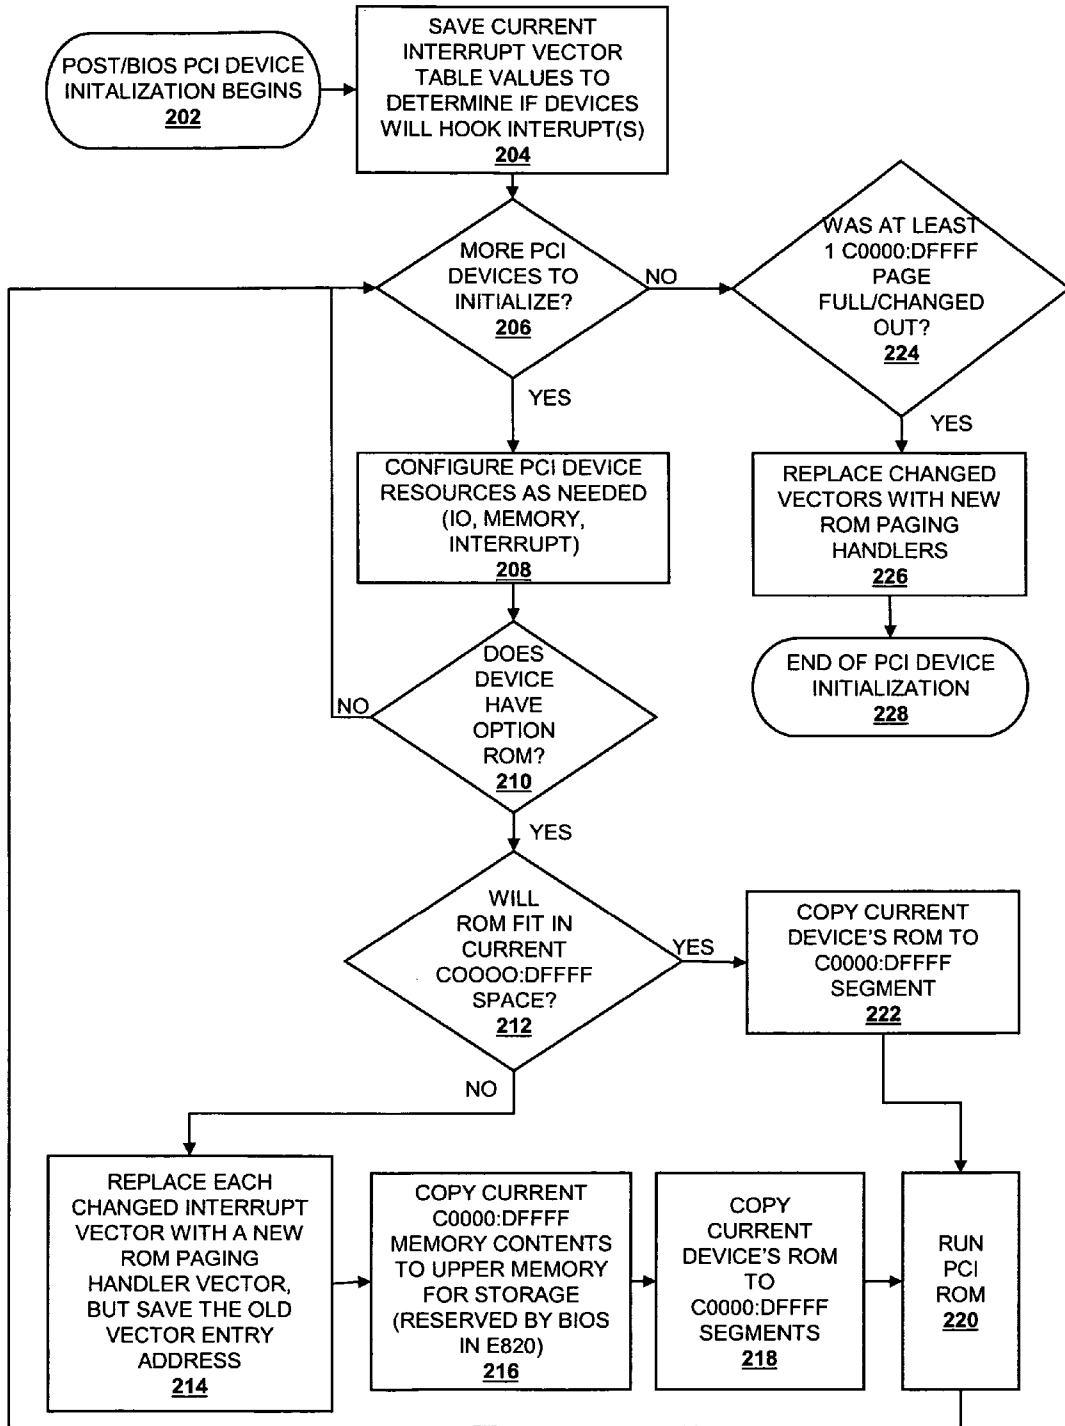 POST/BIOS PCI DEVICE
INITALIZATION BEGINS
202
SAVE CURRENT
INTERRUPT VECTOR
TABLE VALUES TO
DETERMINE IF DEVICES
WILL HOOK INTERUPT(S)
204
MORE PCI
DEVICES TO
INITIALIZE?
206
NO
WAS AT LEAST
1 C0000:DFFFF
PAGE
FULL/CHANGED
OUT?
224
YES
YES
CONFIGURE PCI DEVICE
RESOURCES AS NEEDED
(IO, MEMORY,
INTERRUPT)
208
REPLACE CHANGED
VECTORS WITH NEW
ROM PAGING
HANDLERS
226
DOES
DEVICE
HAVE
OPTION
ROM?
210
NO
END OF PCI DEVICE
INITIALIZATION
228
YES
WILL
ROM FIT IN
CURRENT
COOOO:DFFFF
SPACE?
212
YES
COPY CURRENT
DEVICE'S ROM TO
C0000:DFFFF
SEGMENT
222
NO
REPLACE EACH
CHANGED INTERRUPT
VECTOR WITH A NEW
ROM PAGING
HANDLER VECTOR,
BUT SAVE THE OLD
VECTOR ENTRY
ADDRESS
214
COPY CURRENT
C0000:DFFFF
MEMORY CONTENTS
TO UPPER MEMORY
FOR STORAGE
(RESERVED BY BIOS
IN E820)
216
COPY
CURRENT
DEVICE'S ROM
TO
C0000:DFFFF
SEGMENTS
218
RUN
PCI
ROM
220